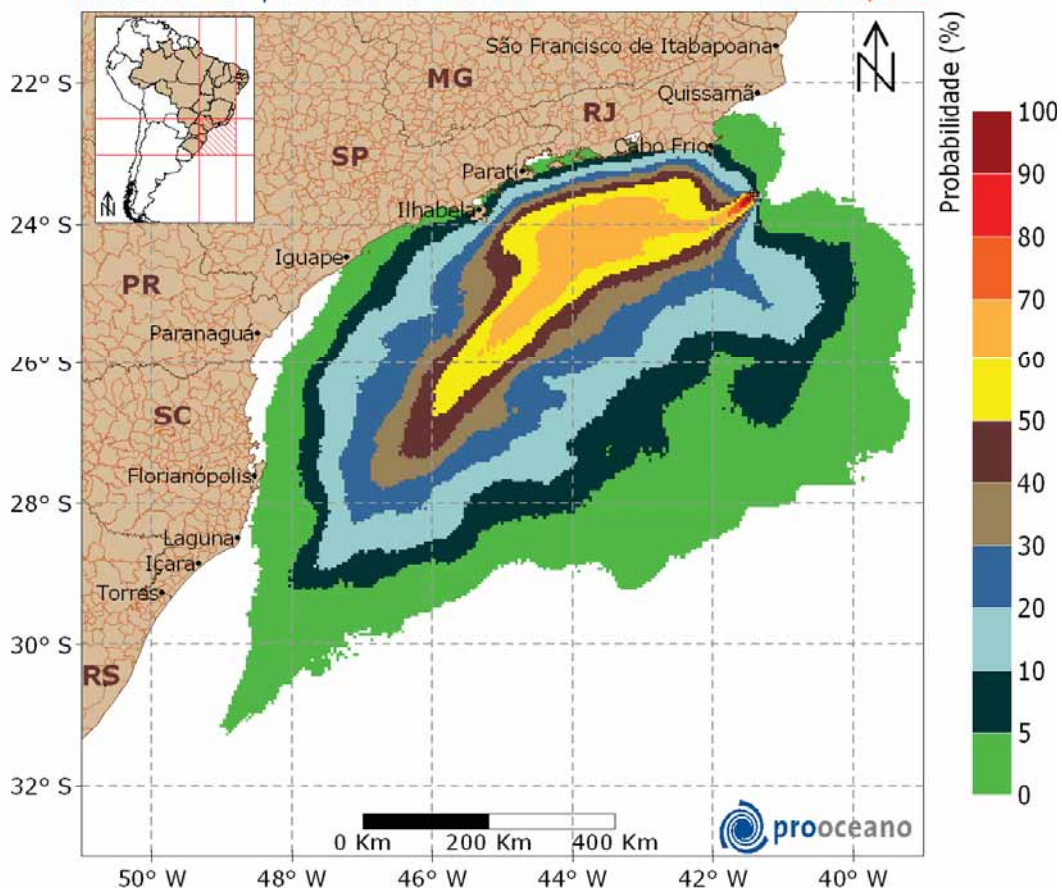 Probabilidade (%)
N
São Francisco de Itabapoana
22° S
MG
Quissamã
RJ
100
SP
Cabo Frio
90
Parati
24° S
Ilhabela
80
Iguape
70
PR
Paranaguá
60
26° S
50
SC
40
Florianópolis
30
28° S
Laguna
Içara
20
Torres
10
30° S
RS
5
32° S
0
prooceano
0 Km 200 Km 400 Km
50° W 48° W 46° W 44° W 42° W 40° W
N